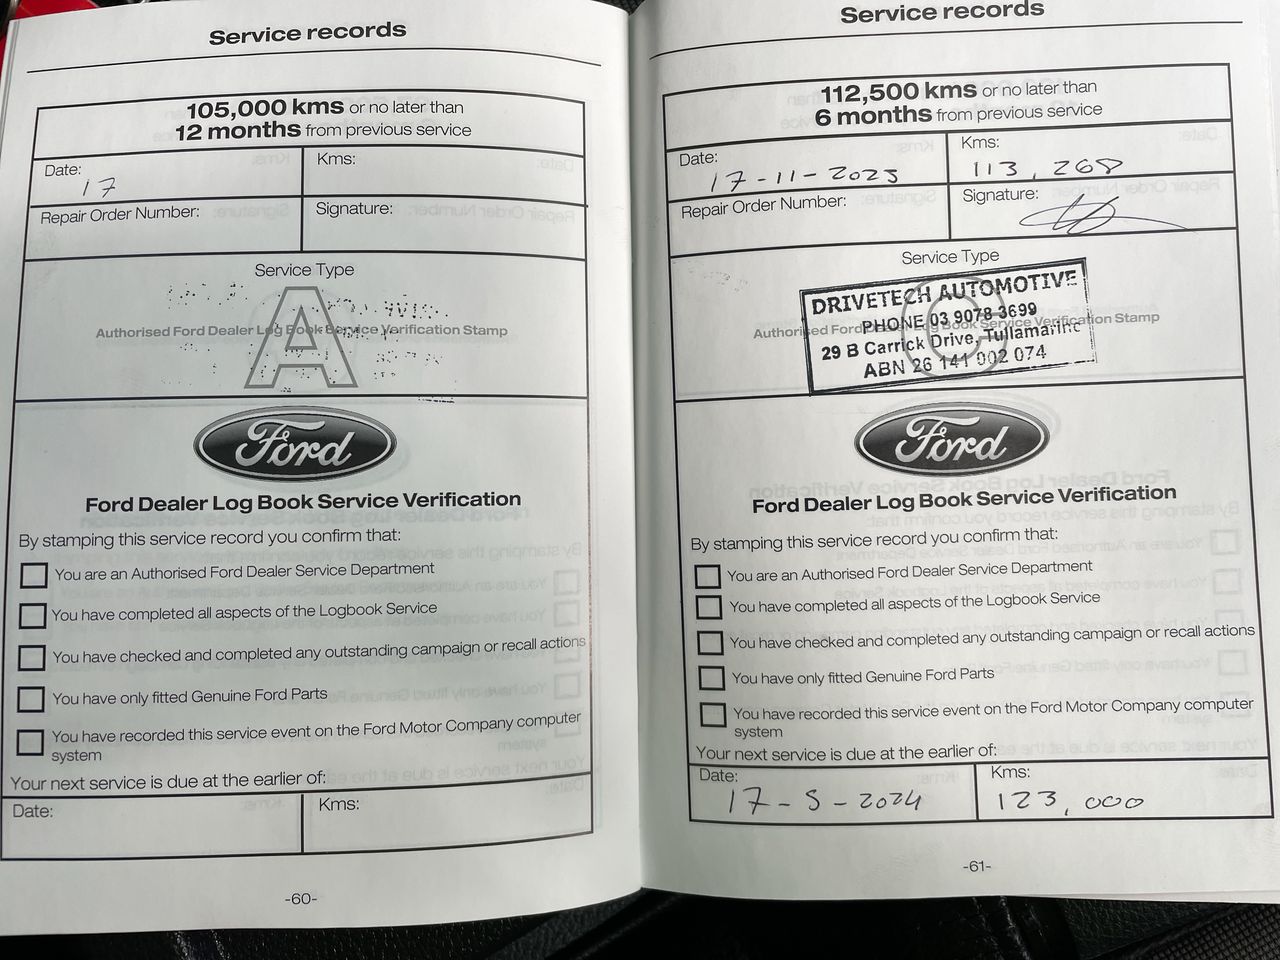 Service records
105,000 kms or no later than
12 months from previous service
Date:
17
Kms:
Repair Order Number:
Signature:
Service Type
A
Authorised Ford Dealer Log Book Service Verification Stamp
Ford
Ford Dealer Log Book Service Verification
By stamping this service record you confirm that:
You are an Authorised Ford Dealer Service Department
You have completed all aspects of the Logbook Service
You have checked and completed any outstanding campaign or recall actions
You have only fitted Genuine Ford Parts
You have recorded this service event on the Ford Motor Company computer
system
Your next service is due at the earlier of:
Date:
Kms:
-60-
Service records
112,500 kms or no later than
6 months from previous service
Date:
17-11-2023
Kms:
113,268
Repair Order Number:
Signature:
Service Type
C
Authorised Ford Dealer Log Book Service Verification Stamp
DRIVETECH AUTOMOTIVE
PHONE 03 9078 3699
29 B Carrick Drive, Tullamarine
ABN 26 141 002 074
Ford
Ford Dealer Log Book Service Verification
By stamping this service record you confirm that:
You are an Authorised Ford Dealer Service Department
You have completed all aspects of the Logbook Service
You have checked and completed any outstanding campaign or recall actions
You have only fitted Genuine Ford Parts
You have recorded this service event on the Ford Motor Company computer
system
Your next service is due at the earlier of:
Date:
17-5-2024
Kms:
123,000
-61-